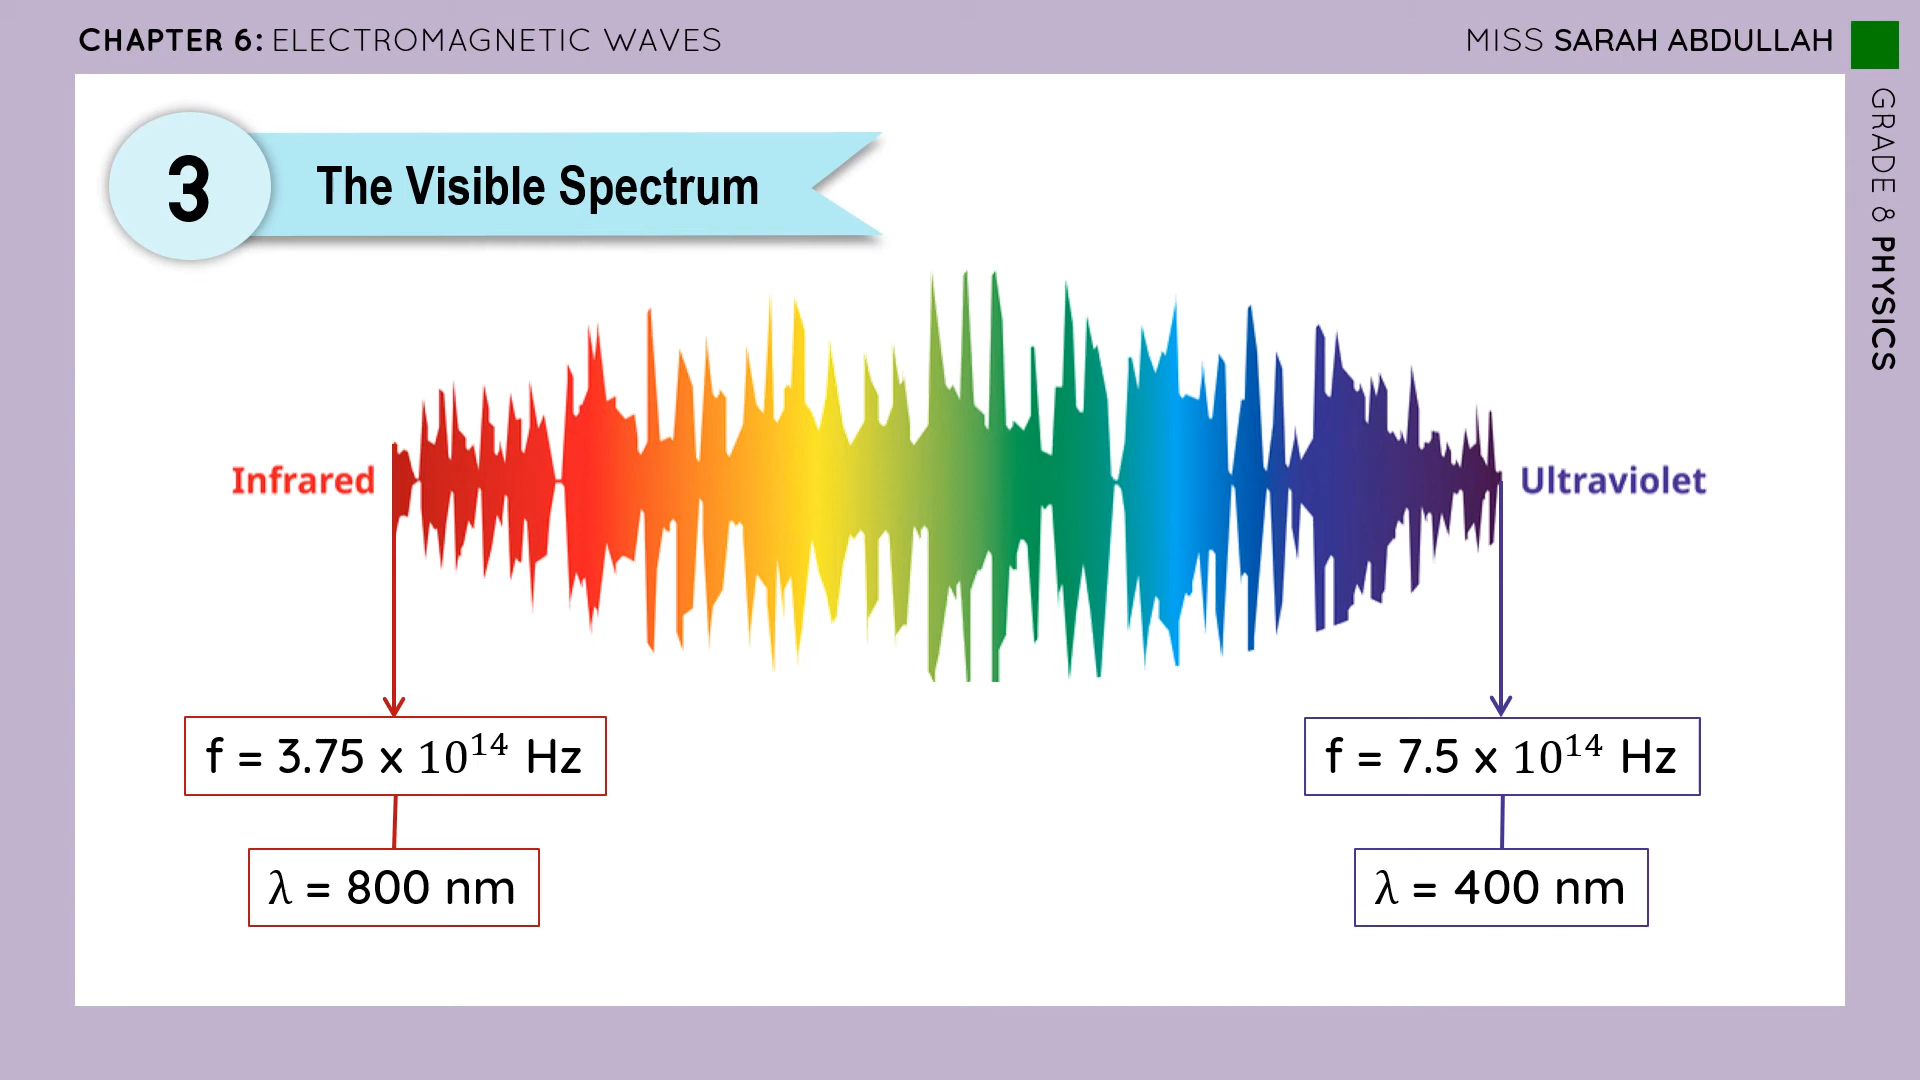 CHAPTER 6: ELECTROMAGNETIC WAVES
MISS SARAH ABDULLAH
GRADE 8 PHYSICS
3
The Visible Spectrum
Infrared
Ultraviolet
f = 3.75 x 10¹⁴ Hz
f = 7.5 x 10¹⁴ Hz
λ = 800 nm
λ = 400 nm